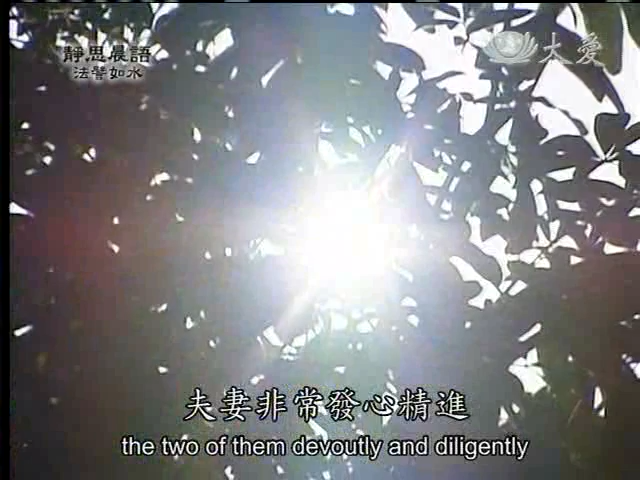 靜思晨語
法譬如水
大愛
夫妻非常發心精進
the two of them devoutly and diligently